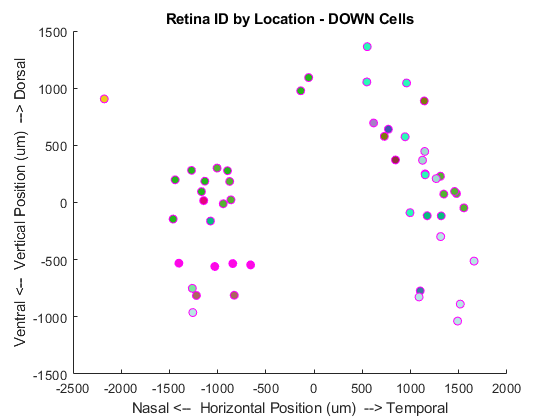 Retina ID by Location - DOWN Cells
Ventral <-- Vertical Position (um) --> Dorsal
1500
1000
500
0
-500
-1000
-1500
-2500 -2000 -1500 -1000 -500 0 500 1000 1500 2000
Nasal <-- Horizontal Position (um) --> Temporal